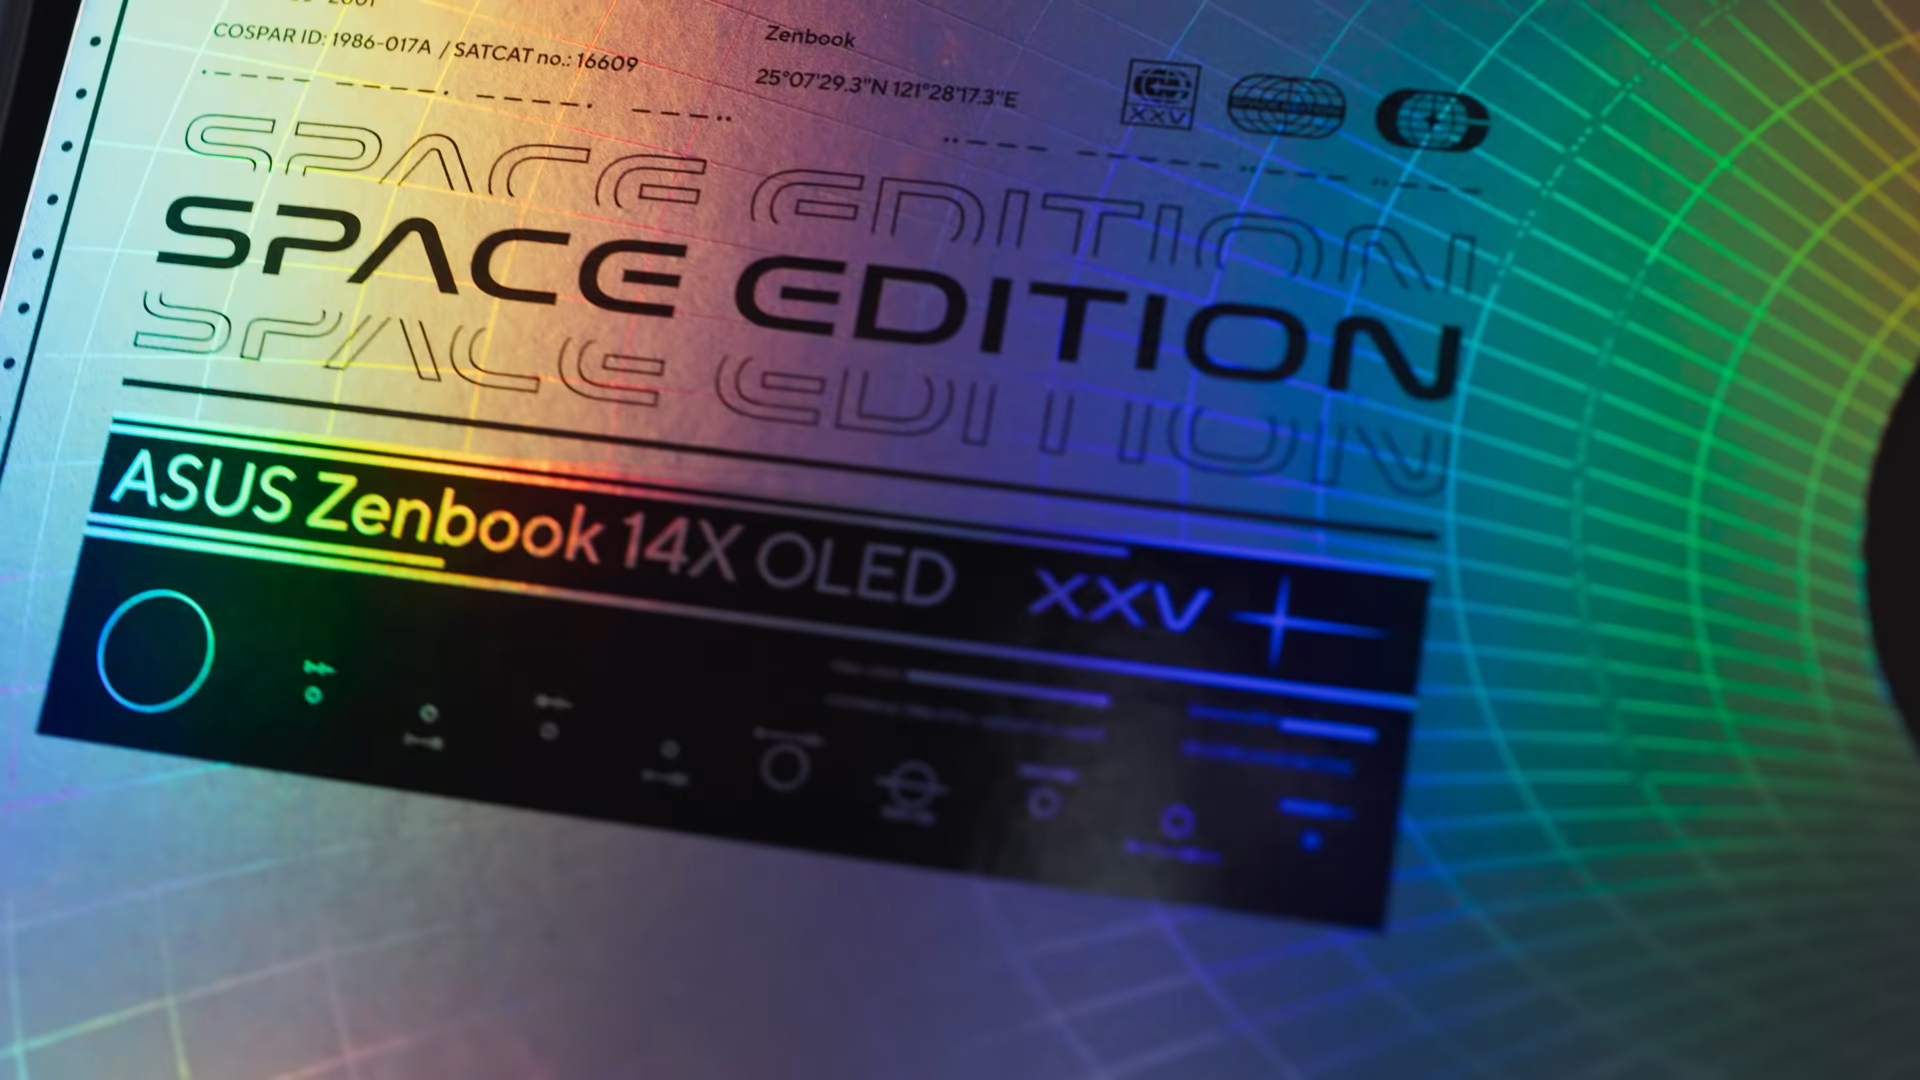 COSPAR ID: 1986-017A / SATCAT no.: 16609
Zenbook
25°07'29.3"N 121°28'17.3"E
XXV
SPACE EDITION
SPACE EDITION
SPACE EDITION
ASUS Zenbook 14X OLED XXV